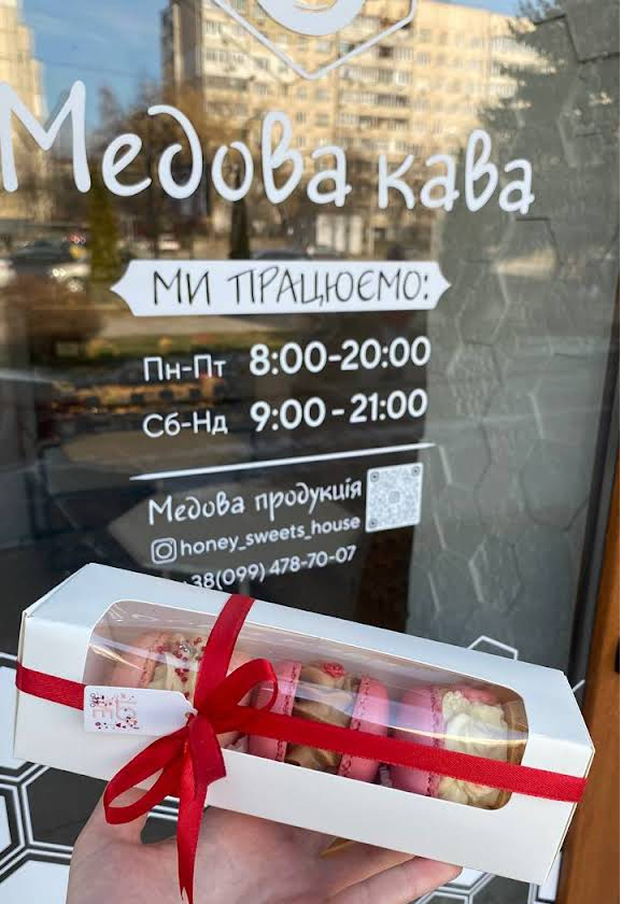 Медова кава
МИ ПРАЦЮЄМО:
Пн-Пт 8:00-20:00
Сб-Нд 9:00-21:00
Медова продукція
honey_sweets_house
38(099) 478-70-07